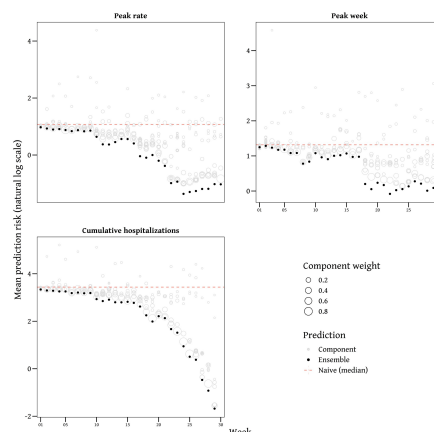 Peak rate
Peak week
4
2
0
4
3
2
1
0
01
05
10
15
20
25
Mean prediction risk (natural log scale)
Cumulative hospitalizations
4
2
0
-2
01
05
10
15
20
25
30
Week
Component weight
0.2
0.4
0.6
0.8
Prediction
Component
Ensemble
Naive (median)